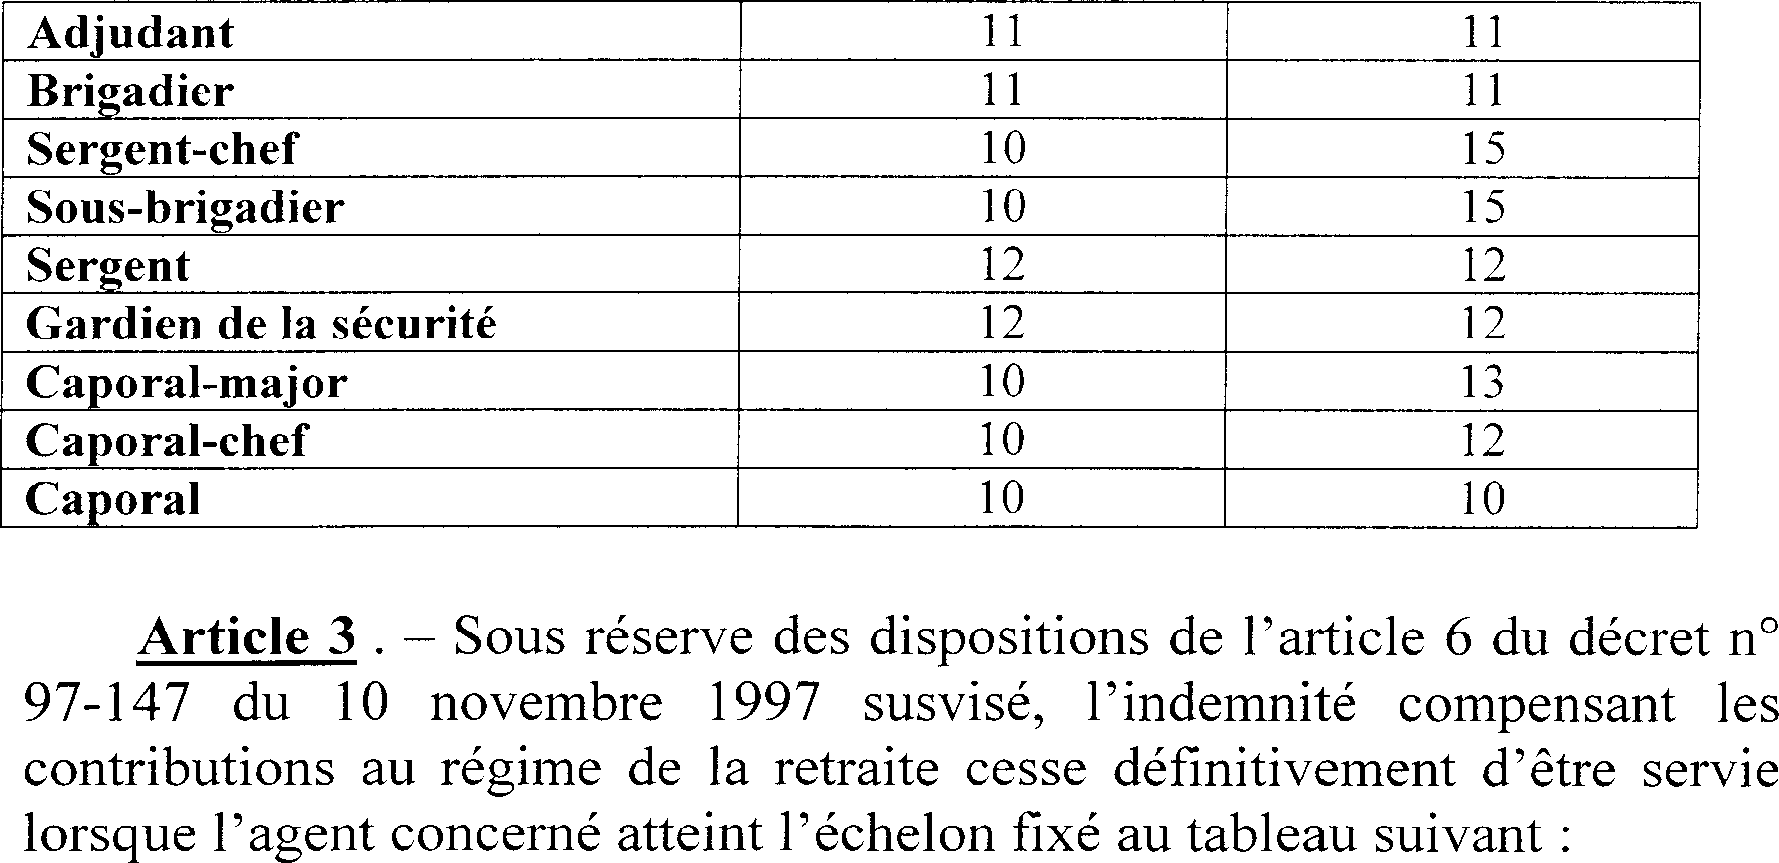 Adjudant 11 11
Brigadier 11 11
Sergent-chef 10 15
Sous-brigadier 10 15
Sergent 12 12
Gardien de la sécurité 12 12
Caporal-major 10 13
Caporal-chef 10 12
Caporal 10 10
Article 3 . – Sous réserve des dispositions de l'article 6 du décret n°
97-147 du 10 novembre 1997 susvisé, l'indemnité compensant les
contributions au régime de la retraite cesse définitivement d'être servie
lorsque l'agent concerné atteint l'échelon fixé au tableau suivant :